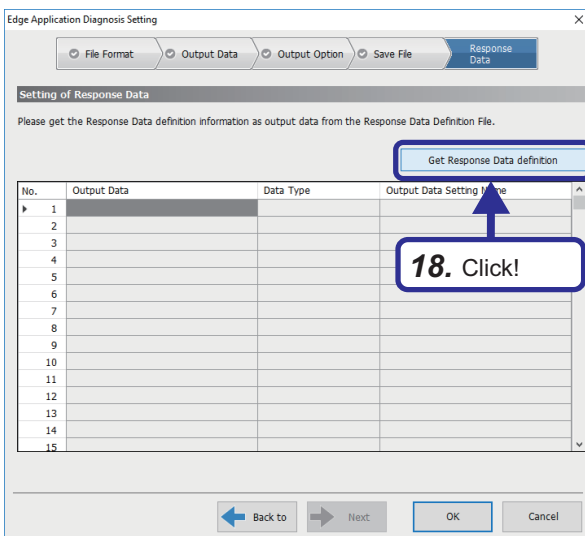 Edge Application Diagnosis Setting
File Format
Output Data
Output Option
Save File
Response
Data
Setting of Response Data
Please get the Response Data definition information as output data from the Response Data Definition File.
Get Response Data definition
No. Output Data Data Type Output Data Setting Name
1
2
3
4
18. Click!
5
6
7
8
9
10
11
12
13
14
15
Back to Next OK Cancel